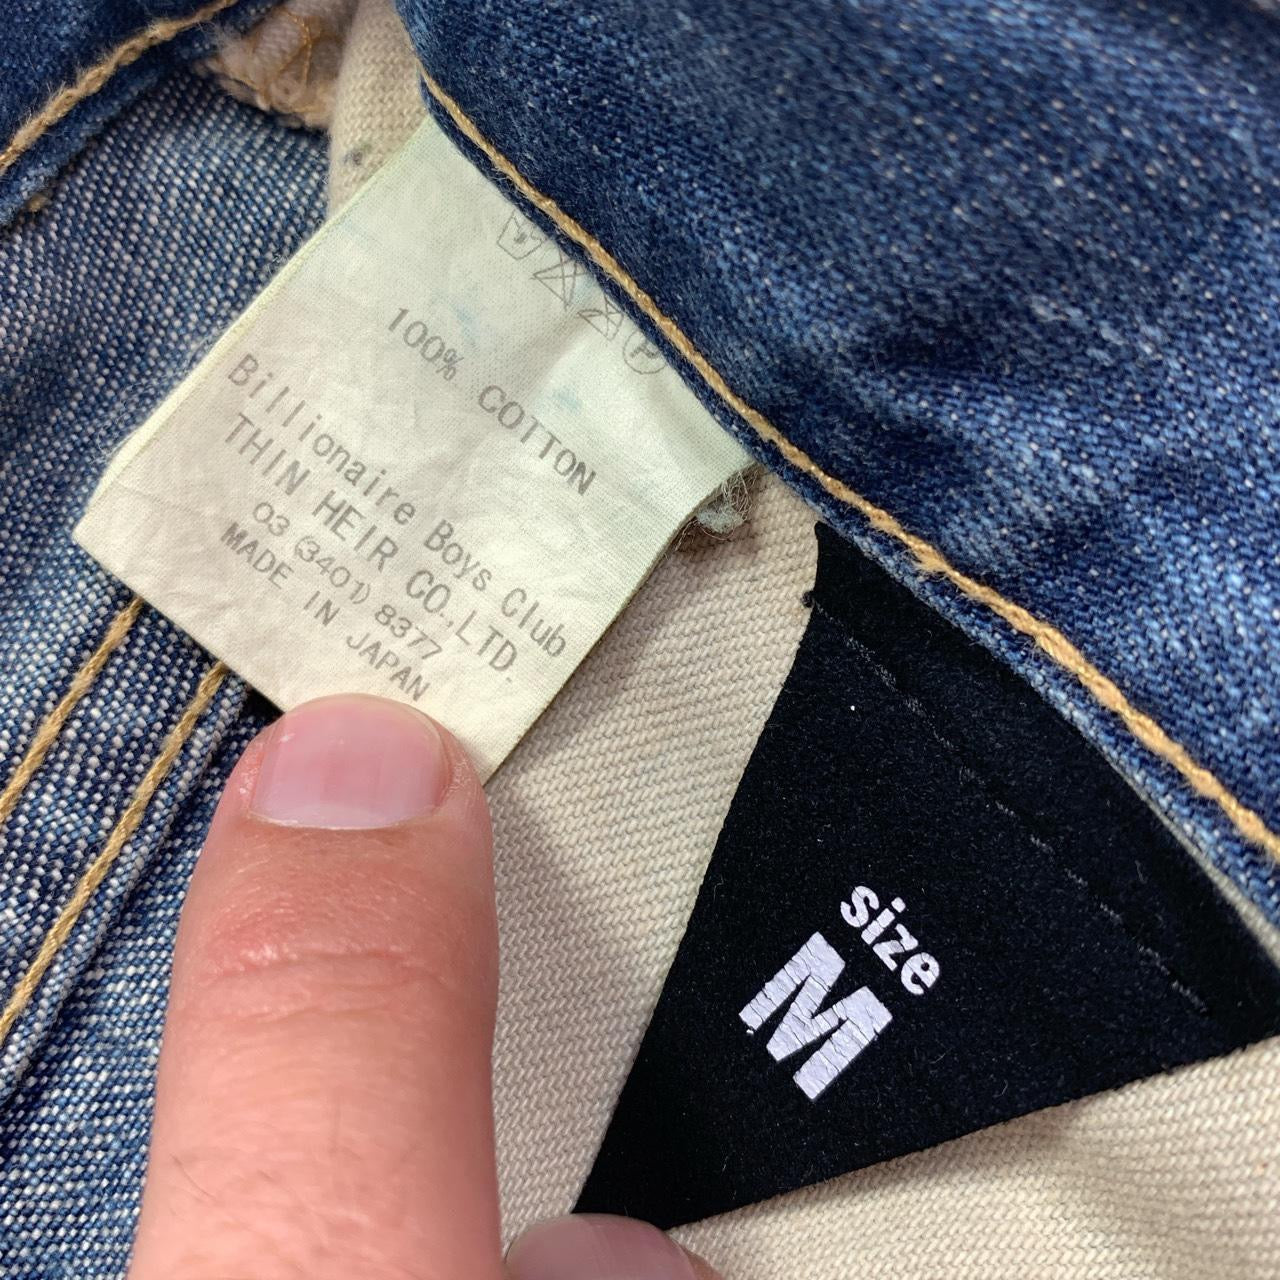 P
100% COTTON
Billionaire Boys Club
THIN HEIR CO.,LTD.
03 (3401) 8377
MADE IN JAPAN
size
M